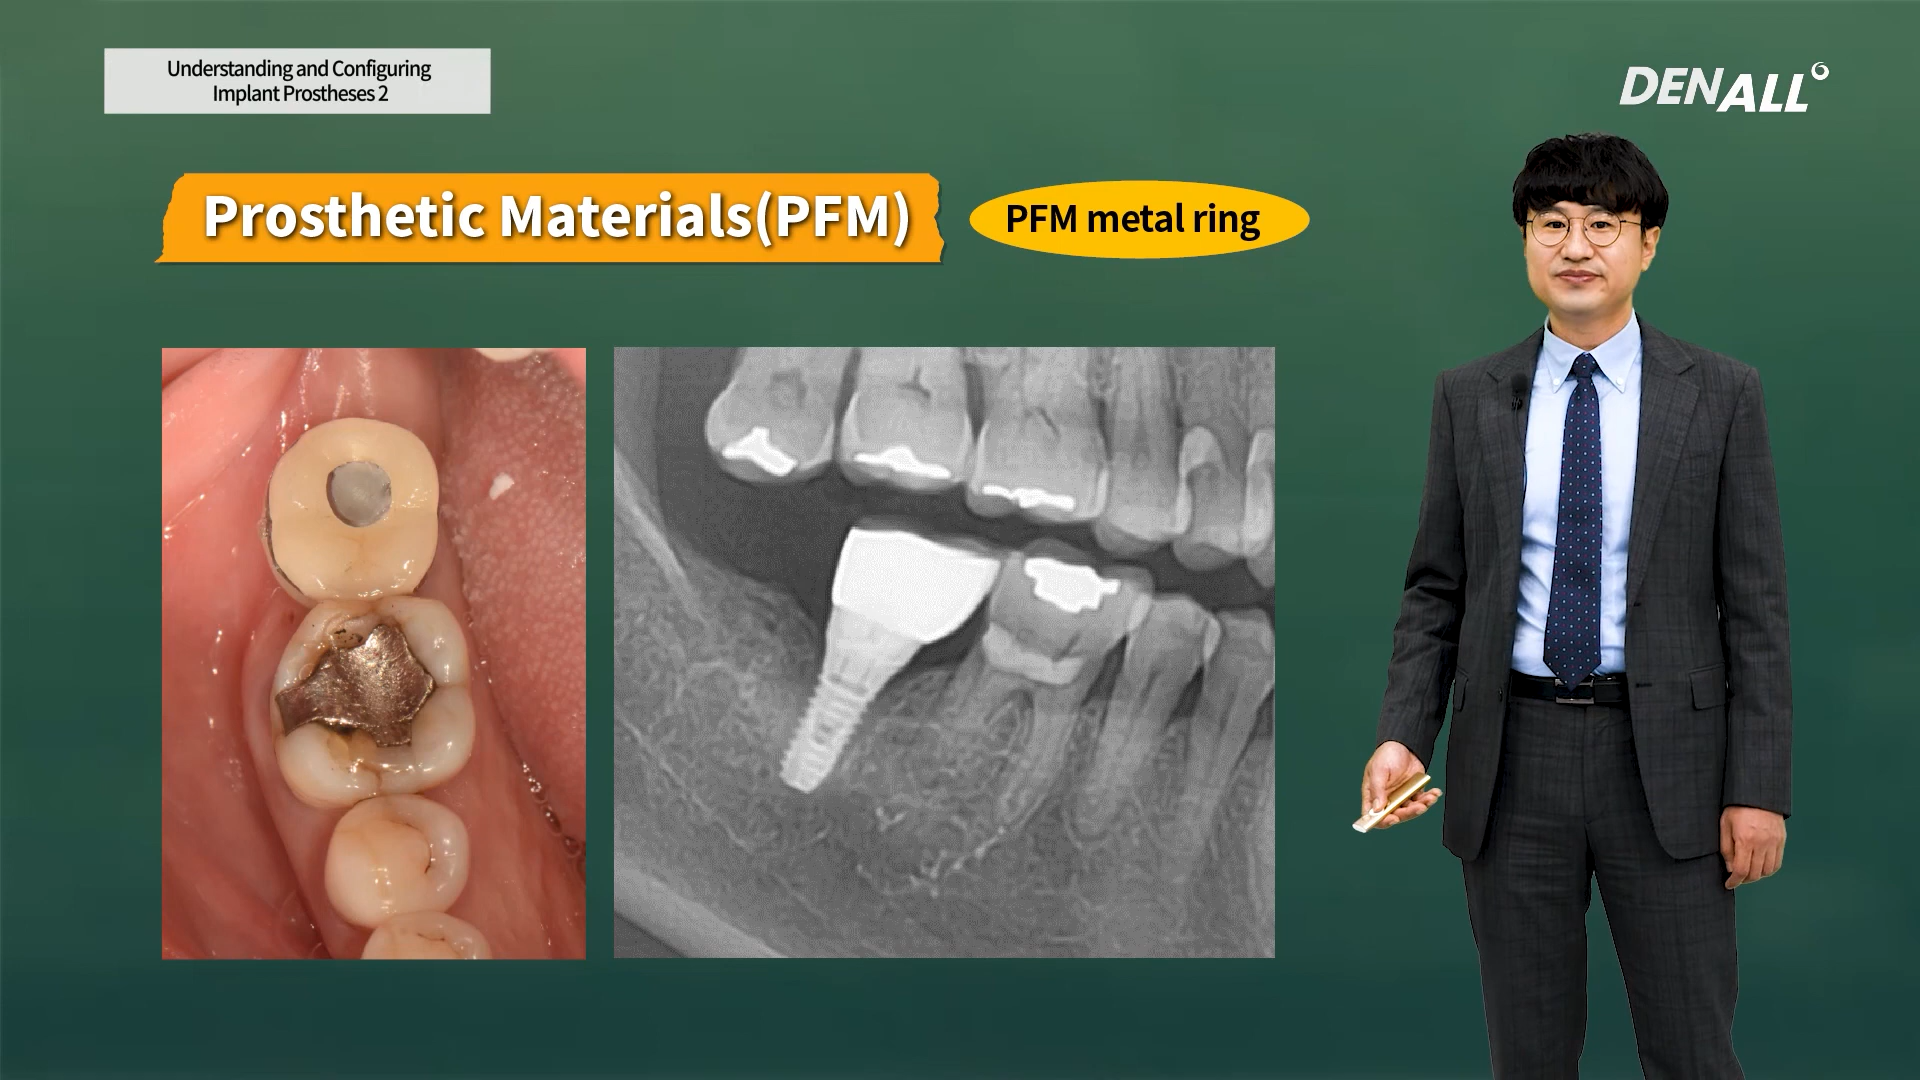 Understanding and Configuring
Implant Prostheses 2
DENALL
Prosthetic Materials(PFM)
PFM metal ring